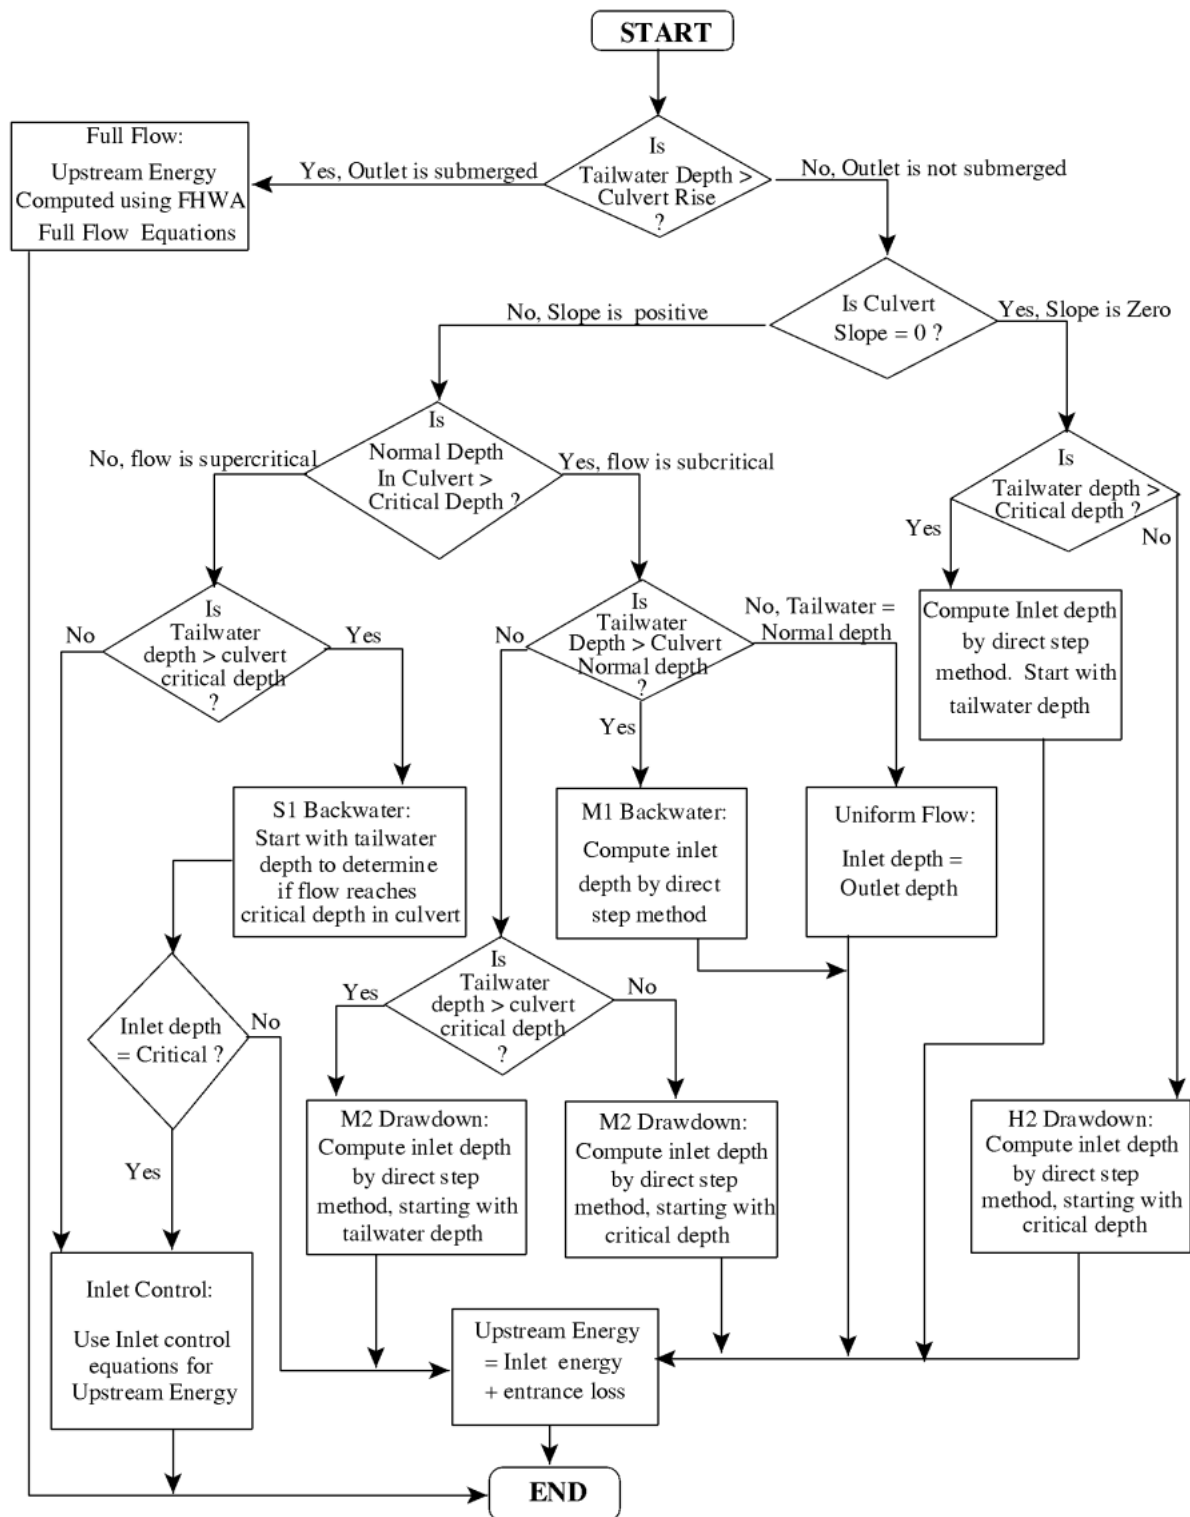 START
Is
Tailwater Depth >
Culvert Rise
?
Yes, Outlet is submerged
No, Outlet is not submerged
Full Flow:
Upstream Energy
Computed using FHWA
Full Flow Equations
Is Culvert
Slope = 0 ?
No, Slope is positive
Yes, Slope is Zero
Is
Normal Depth
In Culvert >
Critical Depth ?
No, flow is supercritical
Yes, flow is subcritical
Is
Tailwater depth >
Critical depth ?
Yes
No
Is
Tailwater
depth > culvert
critical depth
?
No
Yes
Is
Tailwater
Depth > Culvert
Normal depth
?
No
No, Tailwater =
Normal depth
Yes
Compute Inlet depth
by direct step
method. Start with
tailwater depth
S1 Backwater:
Start with tailwater
depth to determine
if flow reaches
critical depth in culvert
M1 Backwater:
Compute inlet
depth by direct
step method
Uniform Flow:
Inlet depth =
Outlet depth
Is
Tailwater
depth > culvert
critical depth
?
Yes
No
Inlet depth
= Critical ?
No
Yes
M2 Drawdown:
Compute inlet depth
by direct step
method, starting with
tailwater depth
M2 Drawdown:
Compute inlet depth
by direct step
method, starting with
critical depth
H2 Drawdown:
Compute inlet depth
by direct step
method, starting with
critical depth
Inlet Control:
Use Inlet control
equations for
Upstream Energy
Upstream Energy
= Inlet energy
+ entrance loss
END